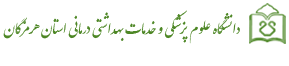 دانشگاه علوم پزشکی و خدمات بهداشتی درمانی استان هرمزگان